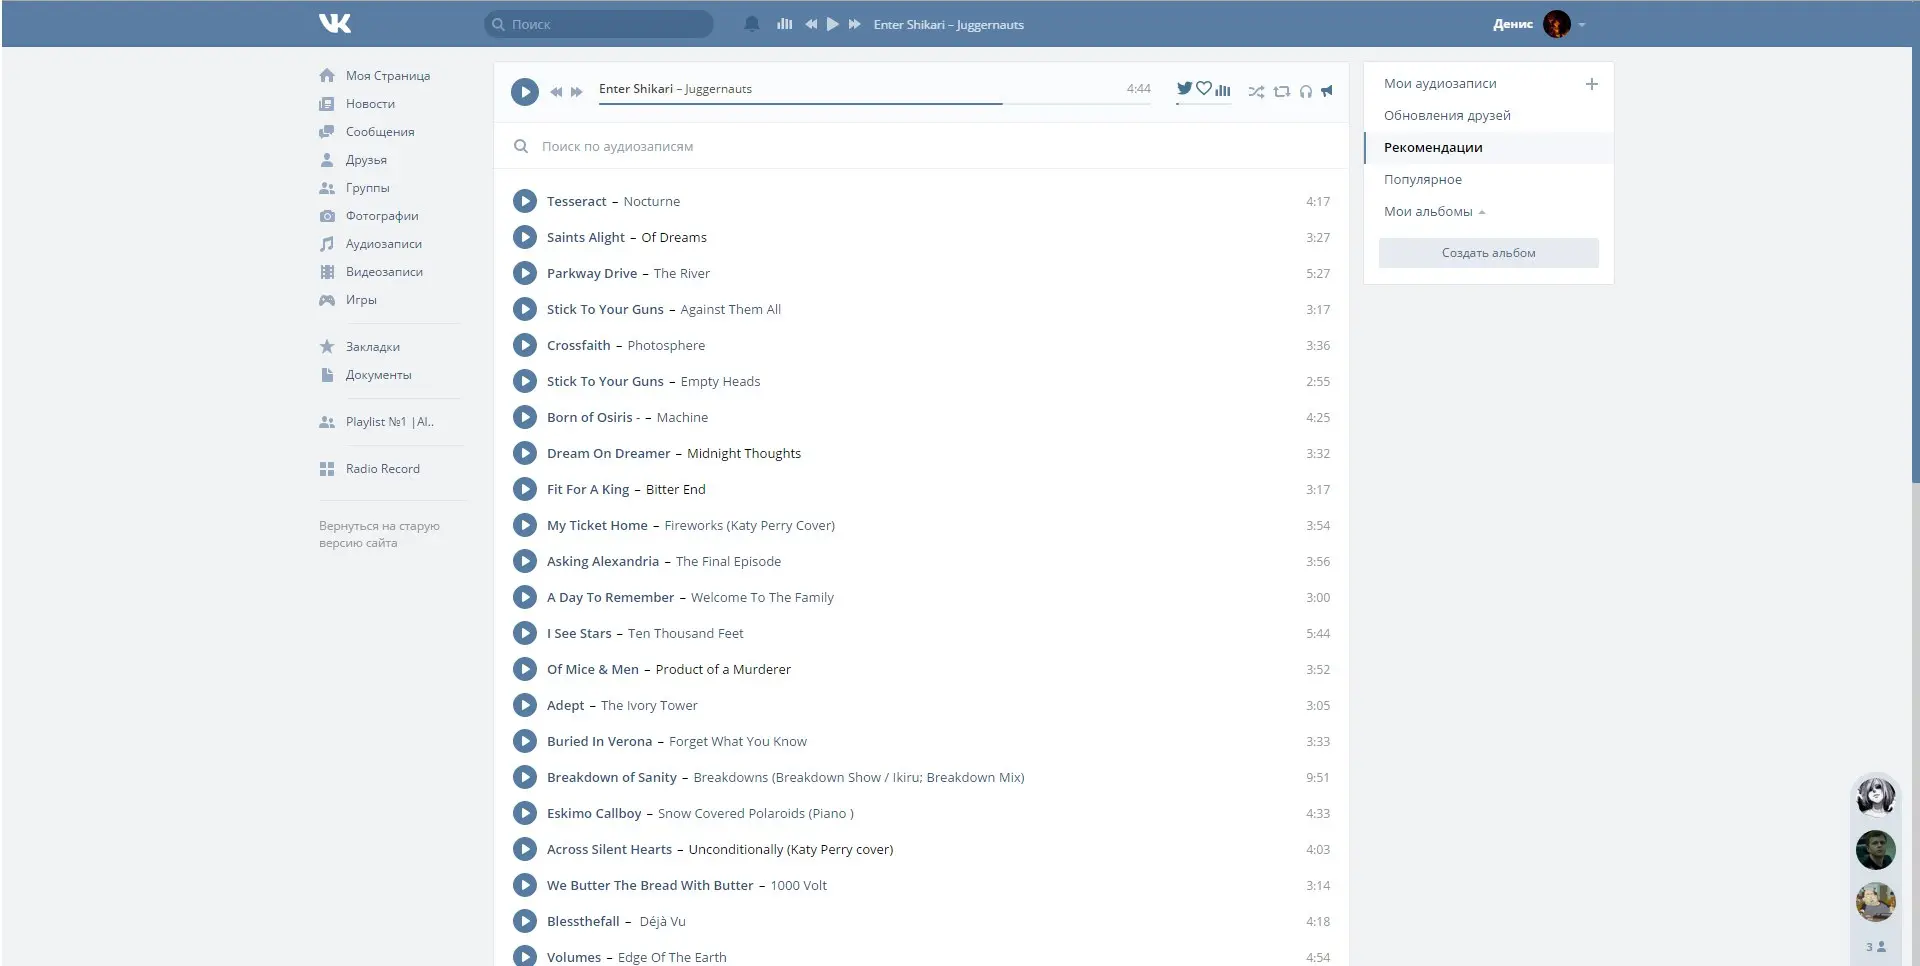 Поиск
Enter Shikari – Juggernauts
Денис
Моя Страница
Новости
Сообщения
Друзья
Группы
Фотографии
Аудиозаписи
Видеозаписи
Игры
Закладки
Документы
Playlist №1 |Al..
Radio Record
Вернуться на старую
версию сайта
Enter Shikari – Juggernauts 4:44
Поиск по аудиозаписям
Tesseract – Nocturne 4:17
Saints Alight – Of Dreams 3:27
Parkway Drive – The River 5:27
Stick To Your Guns – Against Them All 3:17
Crossfaith – Photosphere 3:36
Stick To Your Guns – Empty Heads 2:55
Born of Osiris - – Machine 4:25
Dream On Dreamer – Midnight Thoughts 3:32
Fit For A King – Bitter End 3:17
My Ticket Home – Fireworks (Katy Perry Cover) 3:54
Asking Alexandria – The Final Episode 3:56
A Day To Remember – Welcome To The Family 3:00
I See Stars – Ten Thousand Feet 5:44
Of Mice & Men – Product of a Murderer 3:52
Adept – The Ivory Tower 3:05
Buried In Verona – Forget What You Know 3:33
Breakdown of Sanity – Breakdowns (Breakdown Show / Ikiru; Breakdown Mix) 9:51
Eskimo Callboy – Snow Covered Polaroids (Piano ) 4:33
Across Silent Hearts – Unconditionally (Katy Perry cover) 4:03
We Butter The Bread With Butter – 1000 Volt 3:14
Blessthefall – Déjà Vu 4:18
Volumes – Edge Of The Earth 4:54
Мои аудиозаписи
Обновления друзей
Рекомендации
Популярное
Мои альбомы
Создать альбом
3